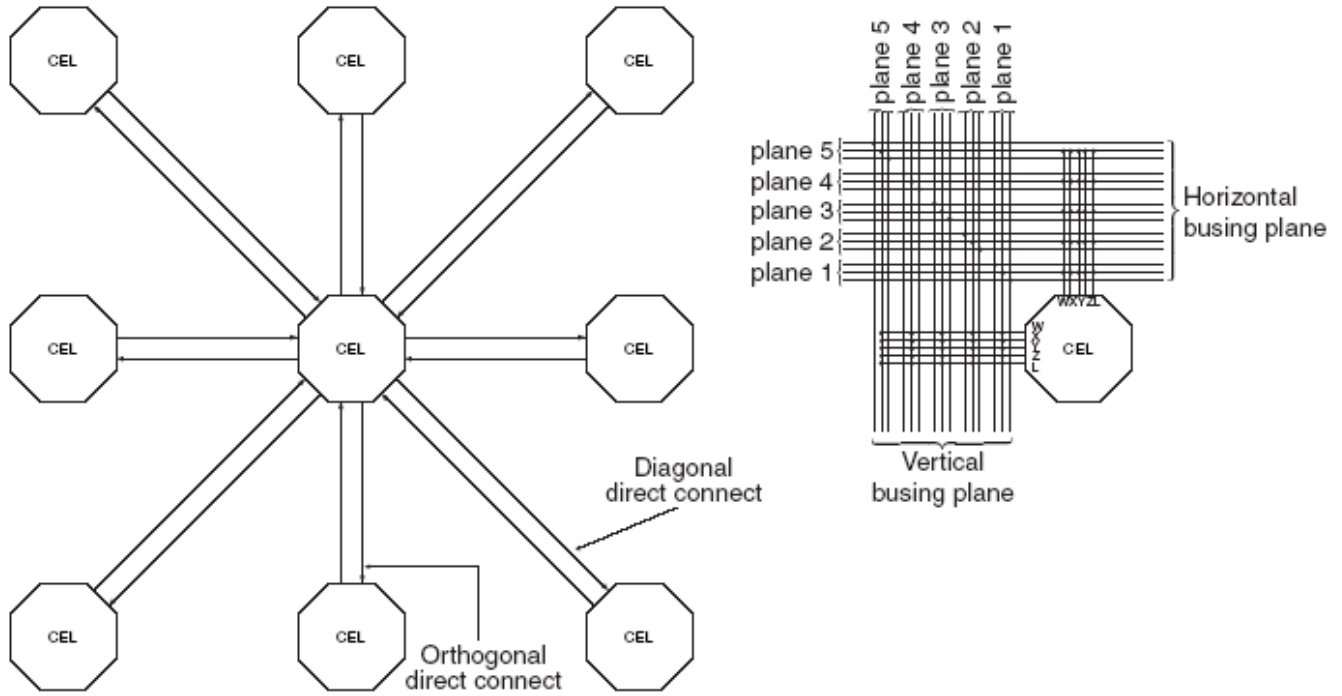 CEL
CEL
CEL
CEL
CEL
CEL
CEL
CEL
CEL
Diagonal
direct connect
Orthogonal
direct connect
plane 5
plane 4
plane 3
plane 2
plane 1
plane 5
plane 4
plane 3
plane 2
plane 1
Horizontal
busing plane
WXYZL
W
X
Y
Z
L
CEL
Vertical
busing plane